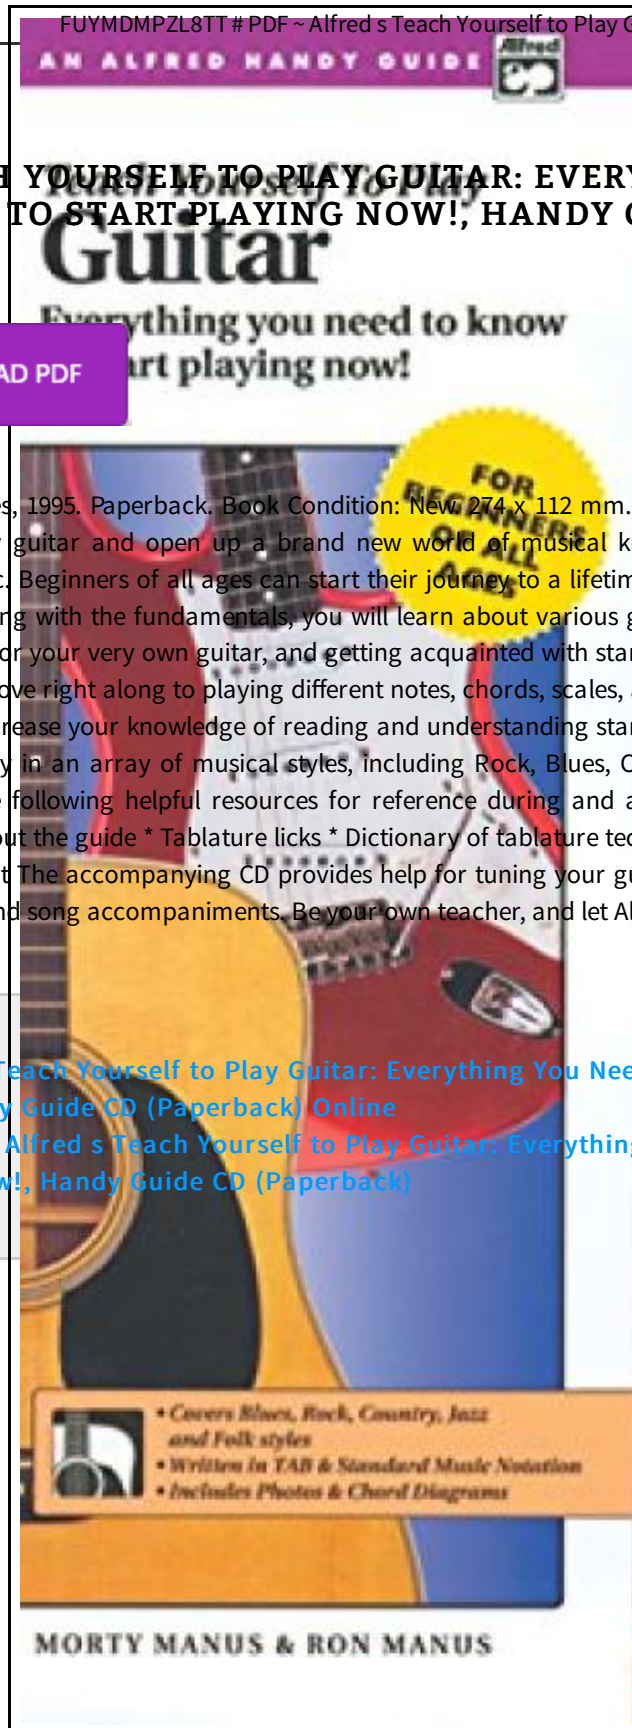 FUYMDMPZL8TT # PDF ~ Alfred s Teach Yourself to Play G
AN ALFRED HANDY GUIDE
Alfred
Teach Yourself to Play
H YOURSELF TO PLAY GUITAR: EVERY
TO START PLAYING NOW!, HANDY G
Guitar
Everything you need to know
art playing now!
AD PDF
FOR
BEGINNERS
OF ALL
AGES
s, 1995. Paperback. Book Condition: New. 274 x 112 mm.
guitar and open up a brand new world of musical k
c. Beginners of all ages can start their journey to a lifetim
ng with the fundamentals, you will learn about various g
or your very own guitar, and getting acquainted with stan
ove right along to playing different notes, chords, scales,
rease your knowledge of reading and understanding stan
y in an array of musical styles, including Rock, Blues, C
e following helpful resources for reference during and a
out the guide * Tablature licks * Dictionary of tablature tec
t The accompanying CD provides help for tuning your gu
nd song accompaniments. Be your own teacher, and let Al
Teach Yourself to Play Guitar: Everything You Nee
y Guide CD (Paperback) Online
Alfred s Teach Yourself to Play Guitar: Everything
w!, Handy Guide CD (Paperback)
• Covers Blues, Rock, Country, Jazz
and Folk styles
• Written in TAB & Standard Music Notation
• Includes Photos & Chord Diagrams
MORTY MANUS & RON MANUS